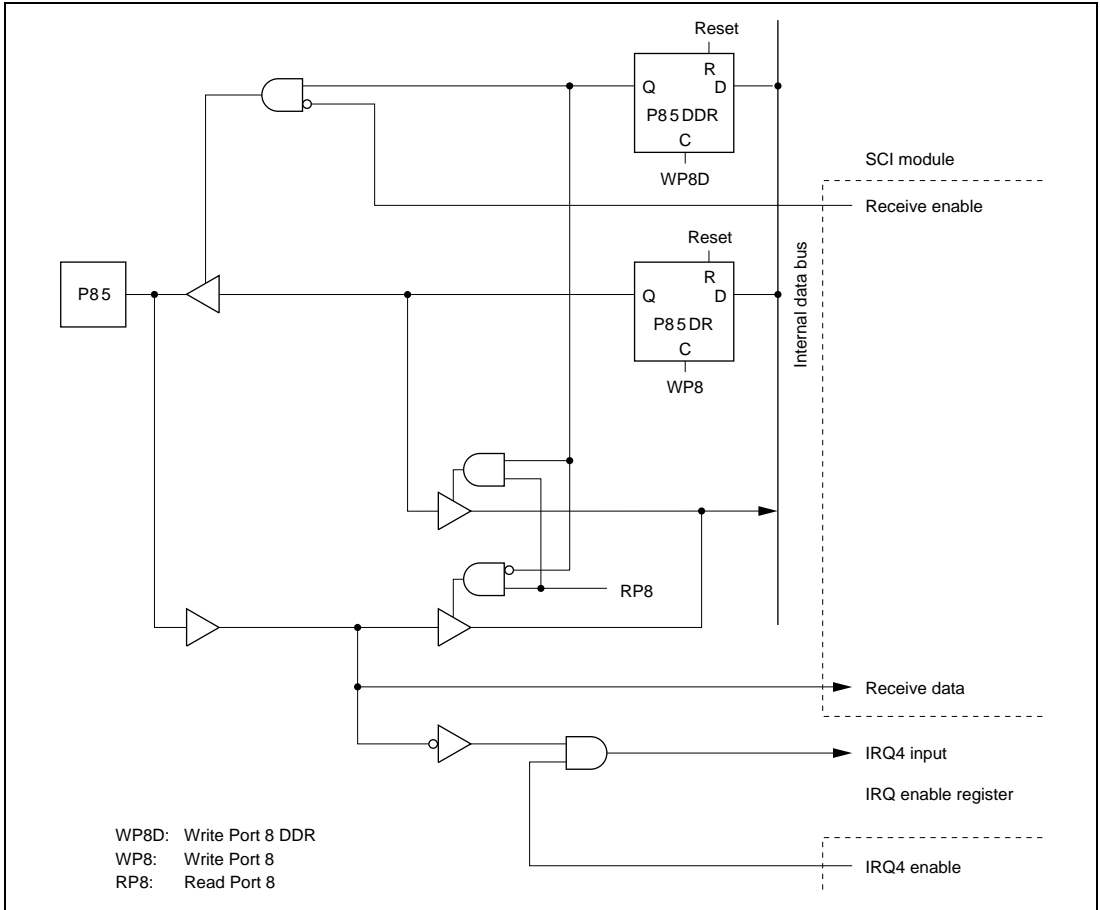 Reset
R
Q
D
P85DDR
C
WP8D
SCI module
Receive enable
Reset
R
P85
Q
D
P85DR
C
WP8
Internal data bus
RP8
Receive data
IRQ4 input
IRQ enable register
WP8D: Write Port 8 DDR
WP8: Write Port 8
RP8: Read Port 8
IRQ4 enable